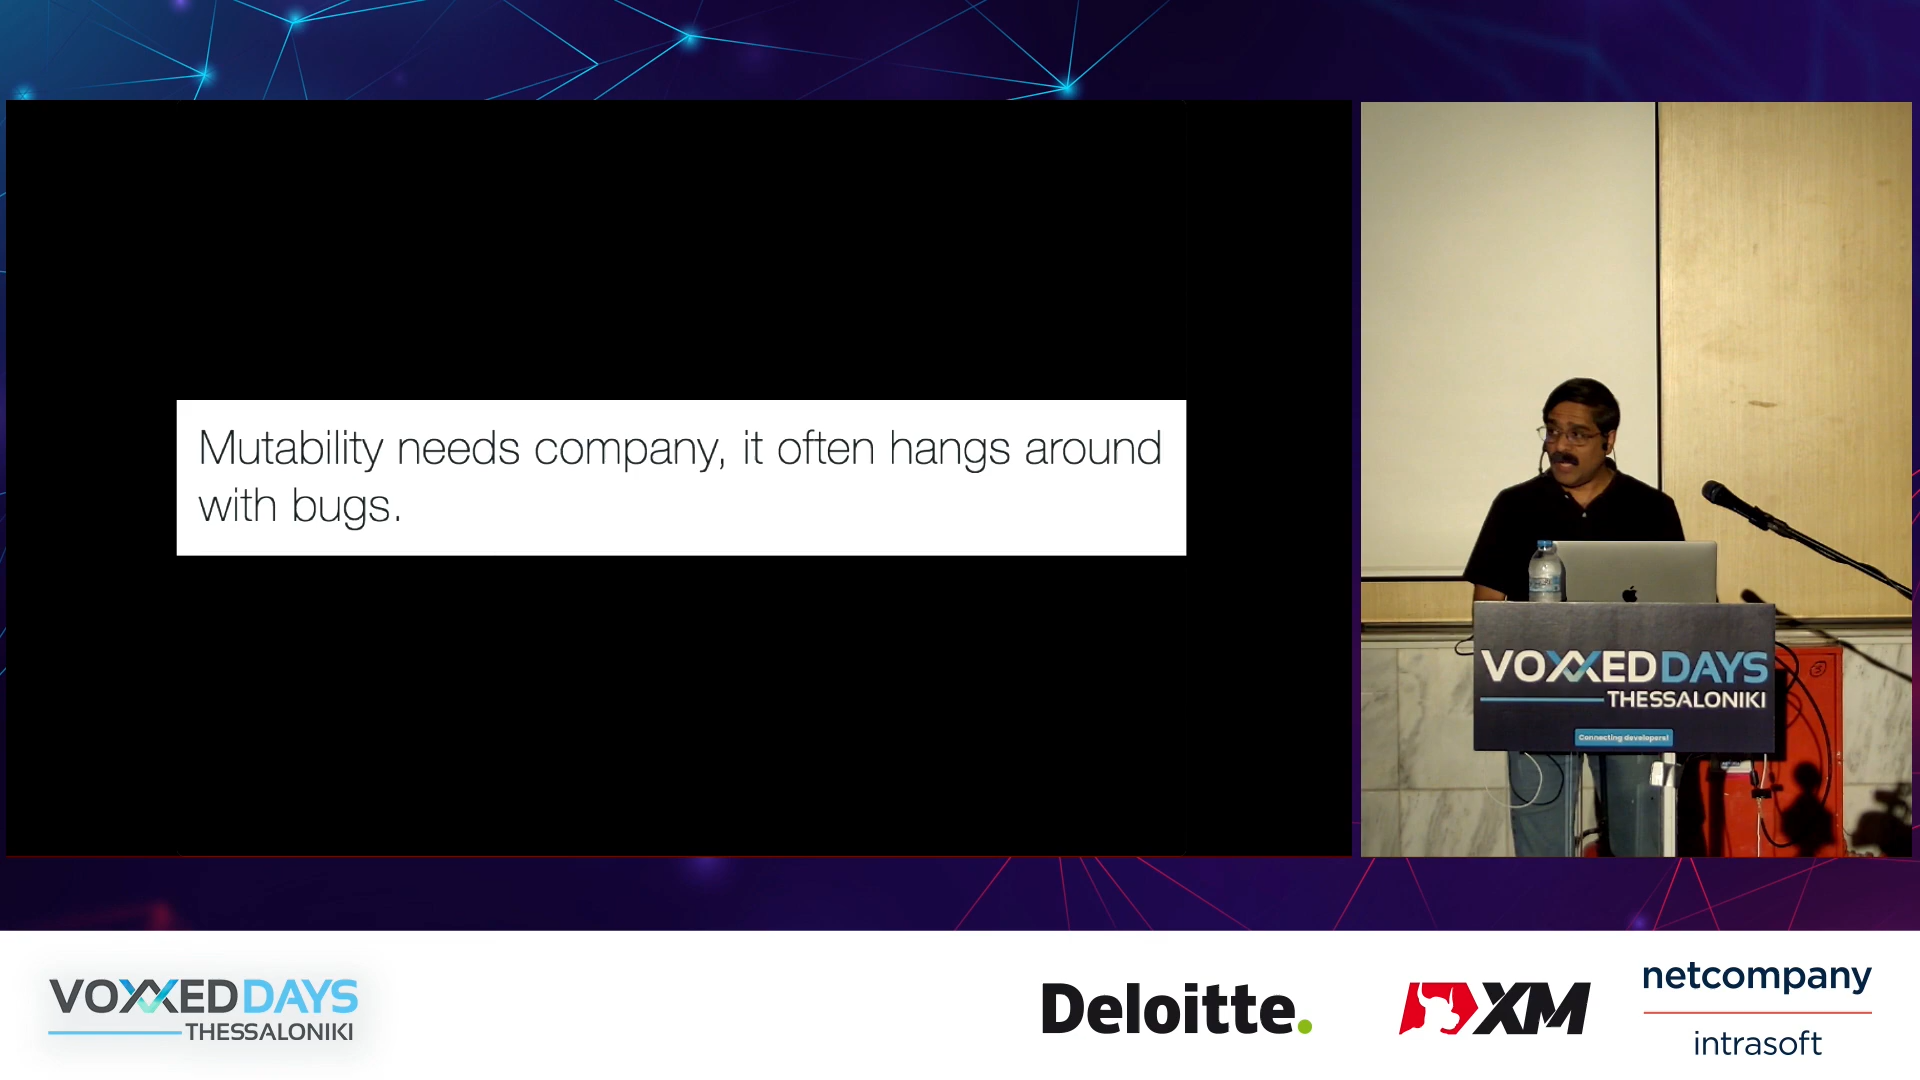 Mutability needs company, it often hangs around
with bugs.
VOXXED DAYS
THESSALONIKI
Connecting developers!
VOXXED DAYS
THESSALONIKI
Deloitte.
XM
netcompany
intrasoft